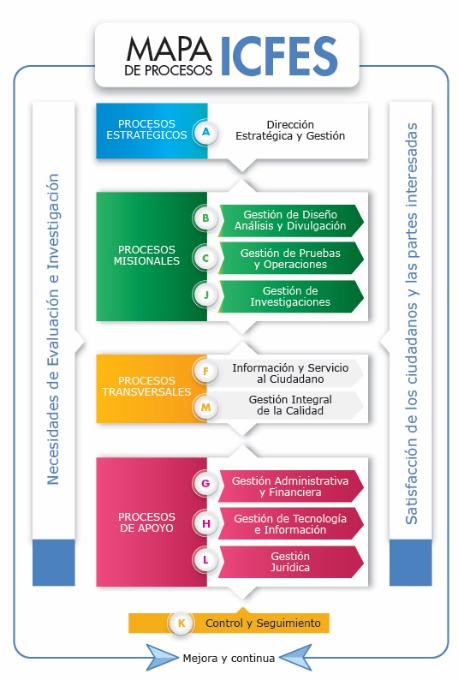 MAPA
DE PROCESOS
ICFES
Necesidades de Evaluación e Investigación
PROCESOS
ESTRATÉGICOS
A
Dirección
Estratégica y Gestión
PROCESOS
MISIONALES
B
Gestión de Diseño
Análisis y Divulgación
C
Gestión de Pruebas
y Operaciones
J
Gestión de
Investigaciones
PROCESOS
TRANSVERSALES
F
Información y Servicio
al Ciudadano
M
Gestión Integral
de la Calidad
PROCESOS
DE APOYO
G
Gestión Administrativa
y Financiera
H
Gestión de Tecnología
e Información
L
Gestión
Jurídica
K
Control y Seguimiento
Mejora y continua
Satisfacción de los ciudadanos y las partes interesadas